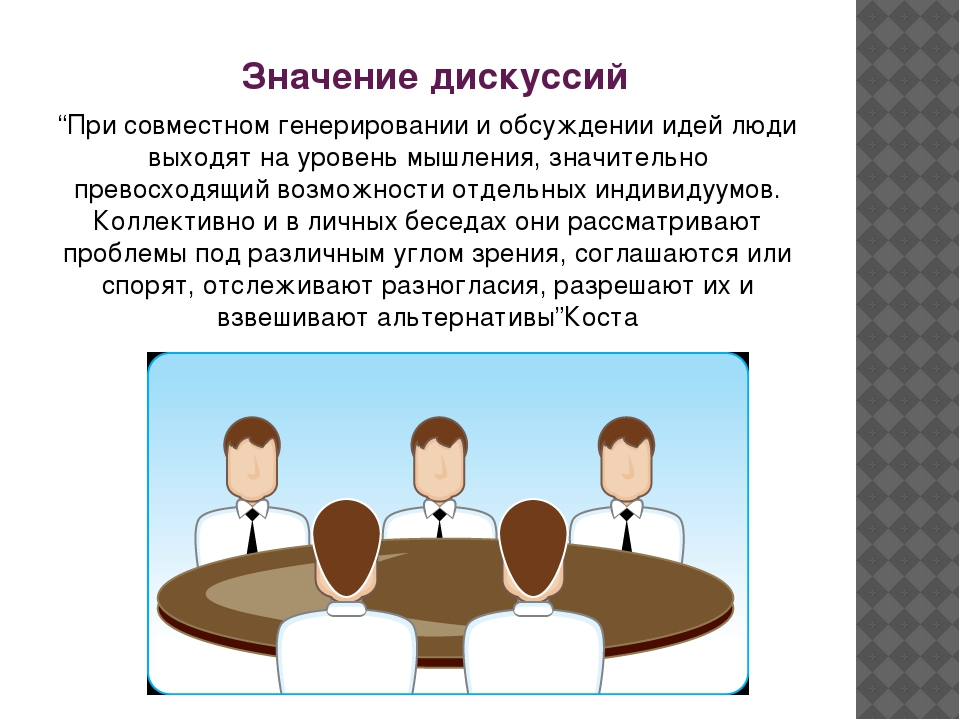 Значение дискуссий
“При совместном генерировании и обсуждении идей люди
выходят на уровень мышления, значительно
превосходящий возможности отдельных индивидуумов.
Коллективно и в личных беседах они рассматривают
проблемы под различным углом зрения, соглашаются или
спорят, отслеживают разногласия, разрешают их и
взвешивают альтернативы”Коста